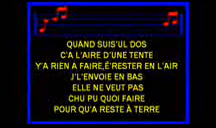 QUAND SUIS'UL DOS
C'A L'AIRE D'UNE TENTE
Y'A RIEN A FAIRE,É'RESTER EN L'AIR
J'L'ENVOIE EN BAS
ELLE NE VEUT PAS
CHU PU QUOI FAIRE
POUR QU'A RESTE À TERRE